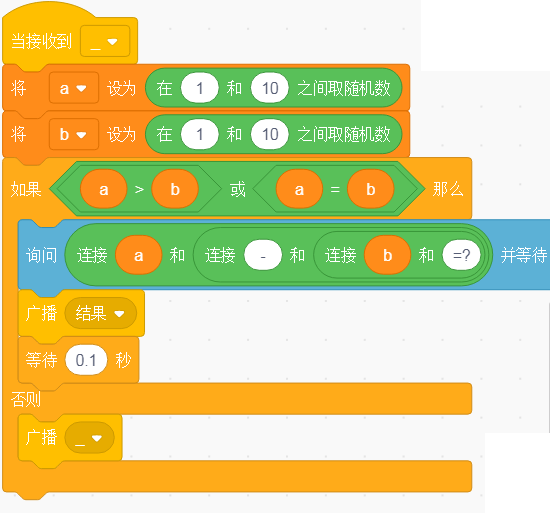 当接收到 _
将 a 设为 在 1 和 10 之间取随机数
将 b 设为 在 1 和 10 之间取随机数
如果 a > b 或 a = b 那么
询问 连接 a 和 连接 - 和 连接 b 和 =? 并等待
广播 结果
等待 0.1 秒
否则
广播 _